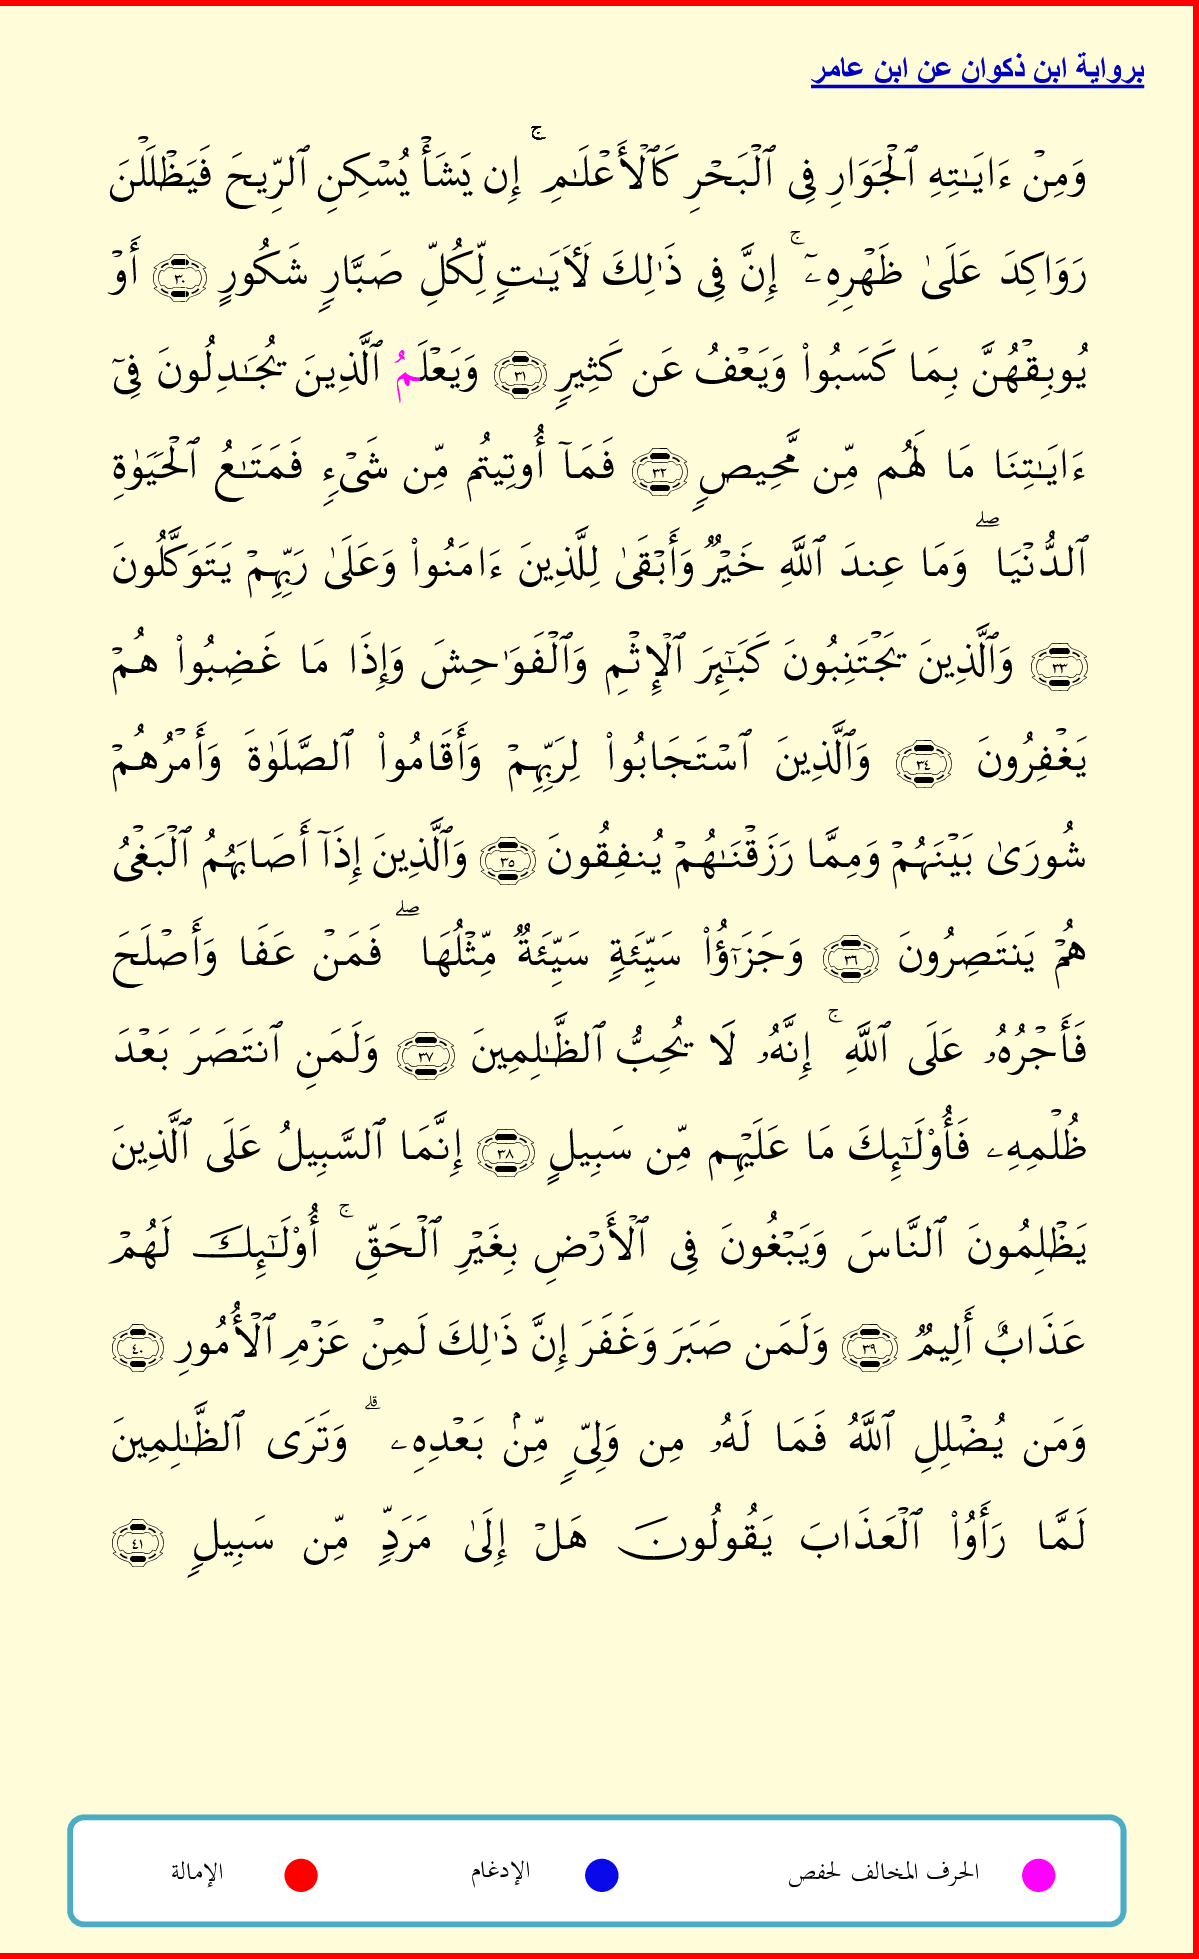 برواية ابن ذكوان عن ابن عامر
وَمِنْ ءَايَـٰتِهِ ٱلْجَوَارِ فِى ٱلْبَحْرِ كَٱلْأَعْلَـٰمِ ۚ إِن يَشَأْ يُسْكِنِ ٱلرِّيحَ فَيَظْلَلْنَ
رَوَاكِدَ عَلَىٰ ظَهْرِهِۦٓ ۚ إِنَّ فِى ذَٰلِكَ لَأَيَـٰتٍ لِّكُلِّ صَبَّارٍ شَكُورٍ ٣٠ أَوْ
يُوبِقْهُنَّ بِمَا كَسَبُوا۟ وَيَعْفُ عَن كَثِيرٍ ٣١ وَيَعْلَمُ ٱلَّذِينَ يُجَـٰدِلُونَ فِىٓ
ءَايَـٰتِنَا مَا لَهُم مِّن مَّحِيصٍ ٣٢ فَمَآ أُوتِيتُم مِّن شَىْءٍ فَمَتَـٰعُ ٱلْحَيَوٰةِ
ٱلدُّنْيَا ۖ وَمَا عِندَ ٱللَّهِ خَيْرٌ وَأَبْقَىٰ لِلَّذِينَ ءَامَنُوا۟ وَعَلَىٰ رَبِّهِمْ يَتَوَكَّلُونَ
٣٣ وَٱلَّذِينَ يَجْتَنِبُونَ كَبَـٰٓئِرَ ٱلْإِثْمِ وَٱلْفَوَٰحِشَ وَإِذَا مَا غَضِبُوا۟ هُمْ
يَغْفِرُونَ ٣٤ وَٱلَّذِينَ ٱسْتَجَابُوا۟ لِرَبِّهِمْ وَأَقَامُوا۟ ٱلصَّلَوٰةَ وَأَمْرُهُمْ
شُورَىٰ بَيْنَهُمْ وَمِمَّا رَزَقْنَـٰهُمْ يُنفِقُونَ ٣٥ وَٱلَّذِينَ إِذَآ أَصَابَهُمُ ٱلْبَغْىُ
هُمْ يَنتَصِرُونَ ٣٦ وَجَزَٰٓؤُا۟ سَيِّئَةٍ سَيِّئَةٌ مِّثْلُهَا ۖ فَمَنْ عَفَا وَأَصْلَحَ
فَأَجْرُهُۥ عَلَى ٱللَّهِ ۚ إِنَّهُۥ لَا يُحِبُّ ٱلظَّـٰلِمِينَ ٣٧ وَلَمَنِ ٱنتَصَرَ بَعْدَ
ظُلْمِهِۦ فَأُو۟لَـٰٓئِكَ مَا عَلَيْهِم مِّن سَبِيلٍ ٣٨ إِنَّمَا ٱلسَّبِيلُ عَلَى ٱلَّذِينَ
يَظْلِمُونَ ٱلنَّاسَ وَيَبْغُونَ فِى ٱلْأَرْضِ بِغَيْرِ ٱلْحَقِّ ۚ أُو۟لَـٰٓئِكَ لَهُمْ
عَذَابٌ أَلِيمٌ ٣٩ وَلَمَن صَبَرَ وَغَفَرَ إِنَّ ذَٰلِكَ لَمِنْ عَزْمِ ٱلْأُمُورِ ٤٠
وَمَن يُضْلِلِ ٱللَّهُ فَمَا لَهُۥ مِن وَلِىٍّ مِّنۢ بَعْدِهِۦ ۗ وَتَرَى ٱلظَّـٰلِمِينَ
لَمَّا رَأَوُا۟ ٱلْعَذَابَ يَقُولُونَ هَلْ إِلَىٰ مَرَدٍّ مِّن سَبِيلٍ ٤١
الحرف المخالف لحفص الإدغام الإمالة